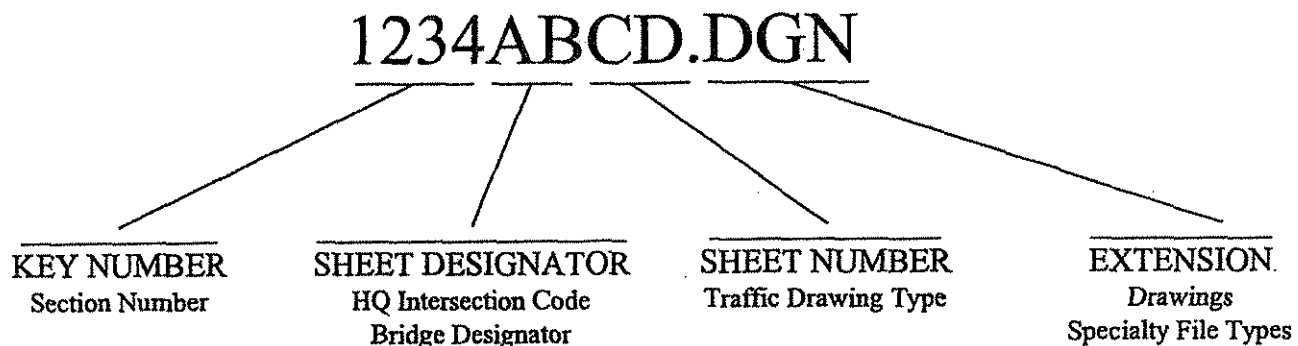 1234ABCD.DGN
KEY NUMBER
Section Number
SHEET DESIGNATOR
HQ Intersection Code
Bridge Designator
SHEET NUMBER
Traffic Drawing Type
EXTENSION.
Drawings
Specialty File Types